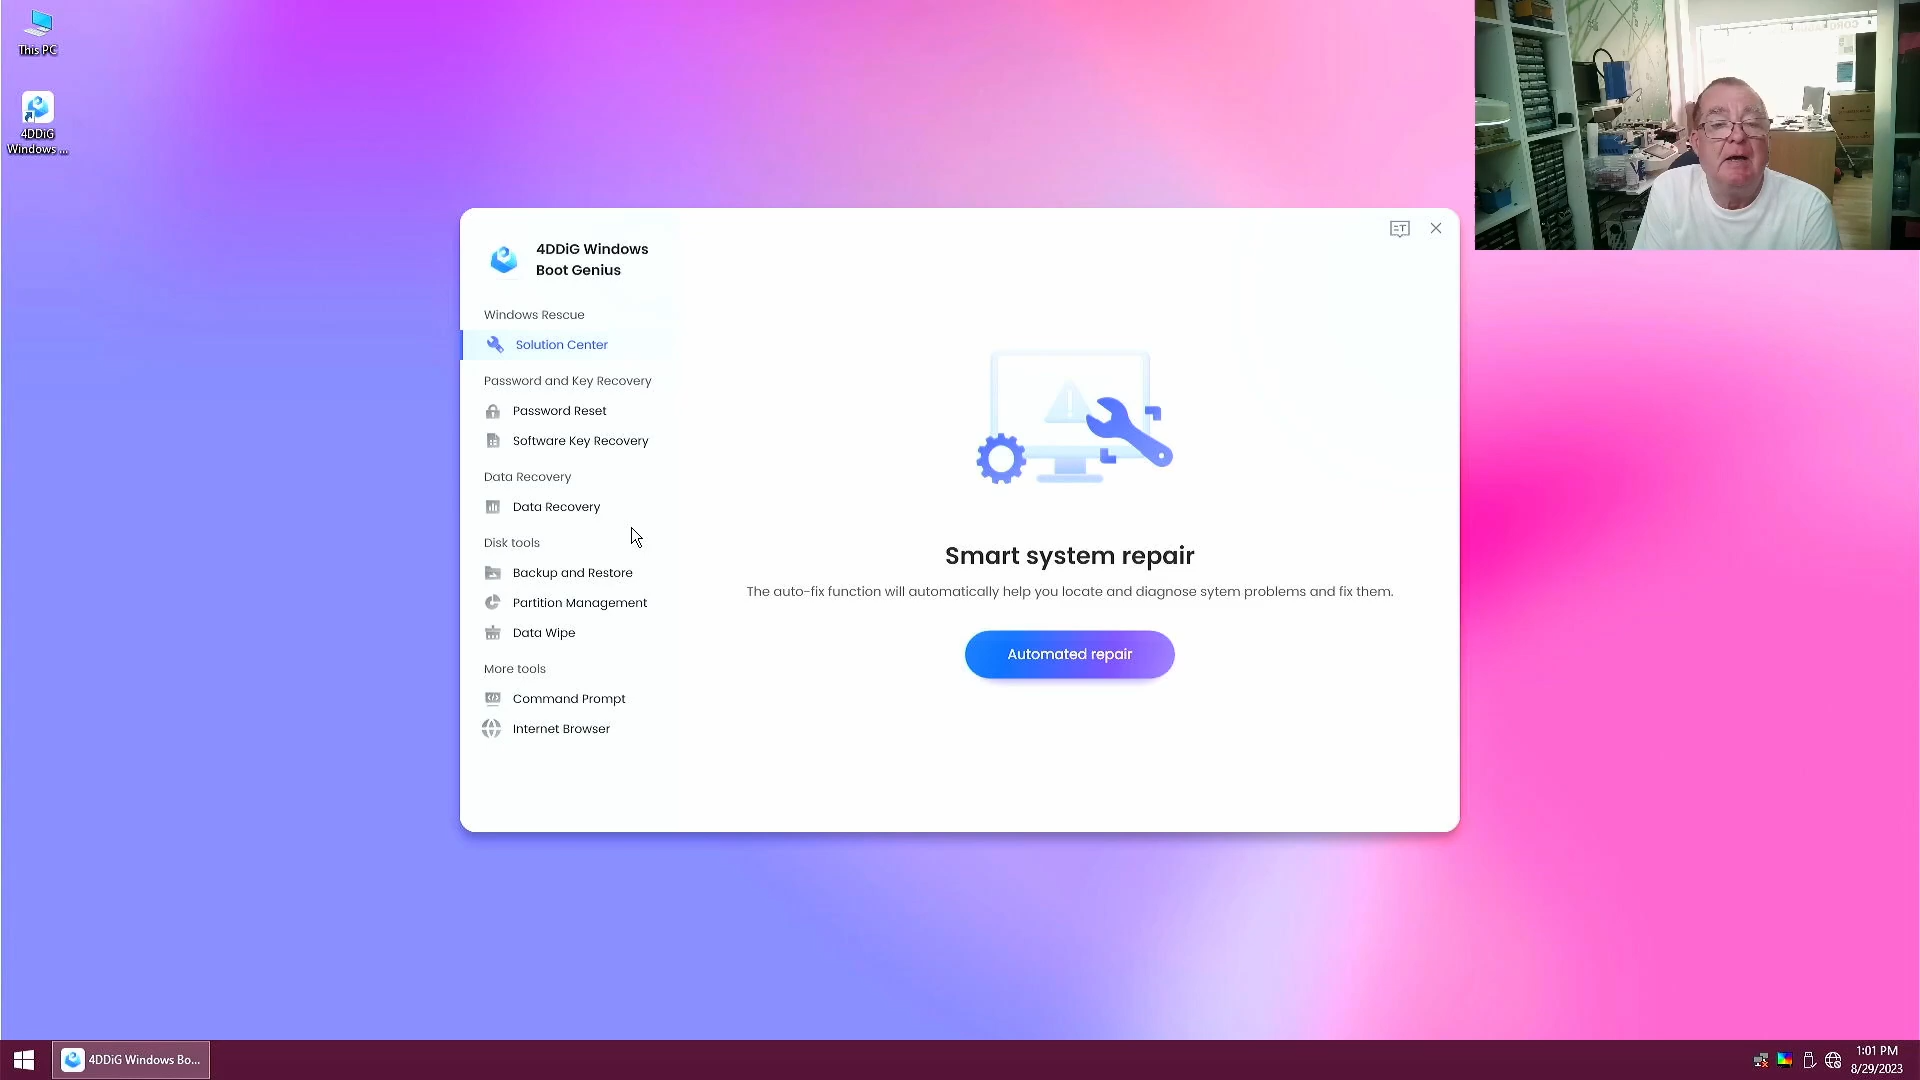 This PC
4DDiG
Windows ...
4DDiG Windows
Boot Genius
Windows Rescue
Solution Center
Password and Key Recovery
Password Reset
Software Key Recovery
Data Recovery
Data Recovery
Disk tools
Backup and Restore
Partition Management
Data Wipe
More tools
Command Prompt
Internet Browser
Smart system repair
The auto-fix function will automatically help you locate and diagnose sytem problems and fix them.
Automated repair
4DDiG Windows Bo...
1:01 PM
8/29/2023